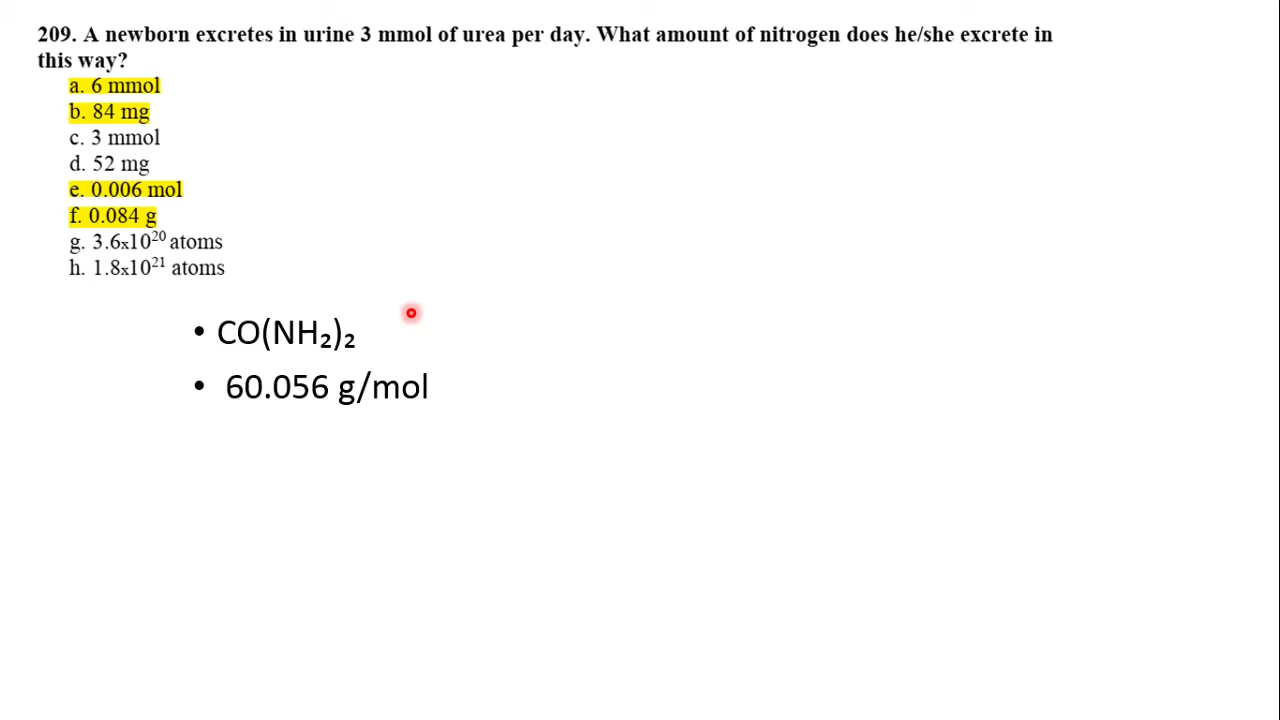 209. A newborn excretes in urine 3 mmol of urea per day. What amount of nitrogen does he/she excrete in
this way?
a. 6 mmol
b. 84 mg
c. 3 mmol
d. 52 mg
e. 0.006 mol
f. 0.084 g
g. 3.6x10²⁰ atoms
h. 1.8x10²¹ atoms
• CO(NH₂)₂
• 60.056 g/mol